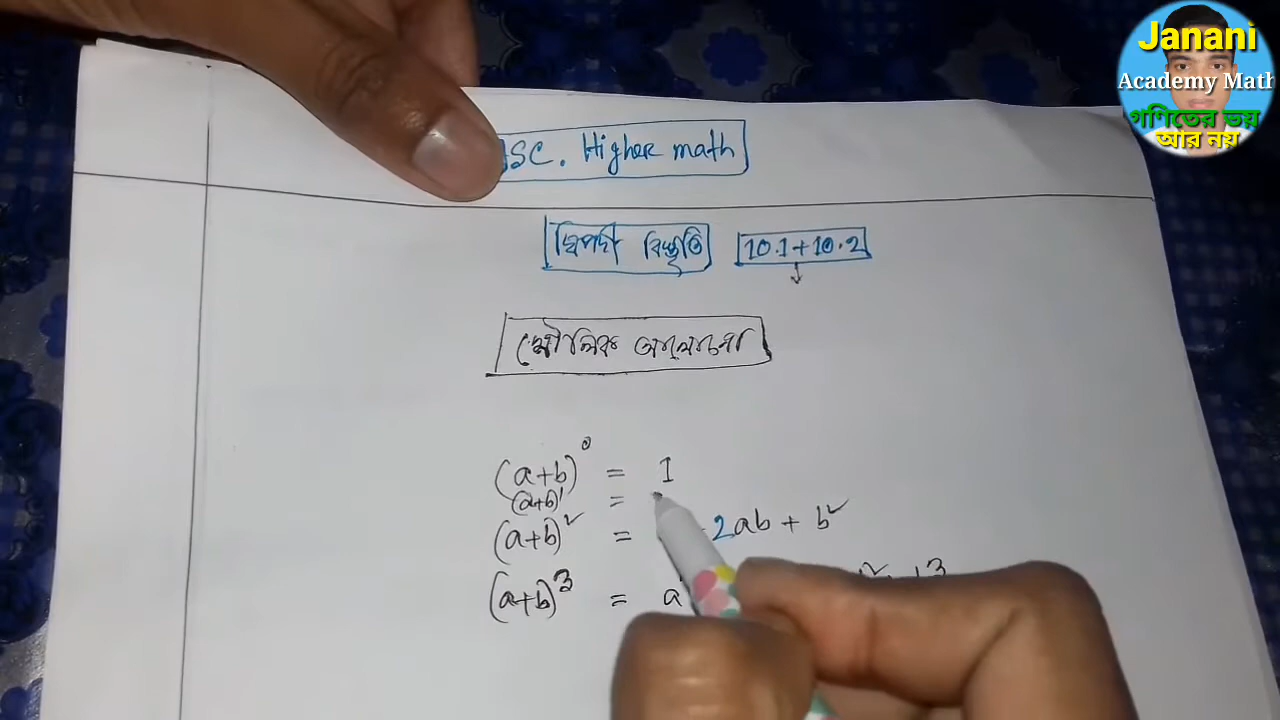 Janani
Academy Math
গণিতের ভয়
আর নয়
SC. Higher math
দ্বিপদী বিস্তৃতি 10.1+10.2
মৌলিক আলোচনা
(a+b)⁰ = 1
(a+b)¹ =
(a+b)² = 2ab + b²
(a+b)³ = a